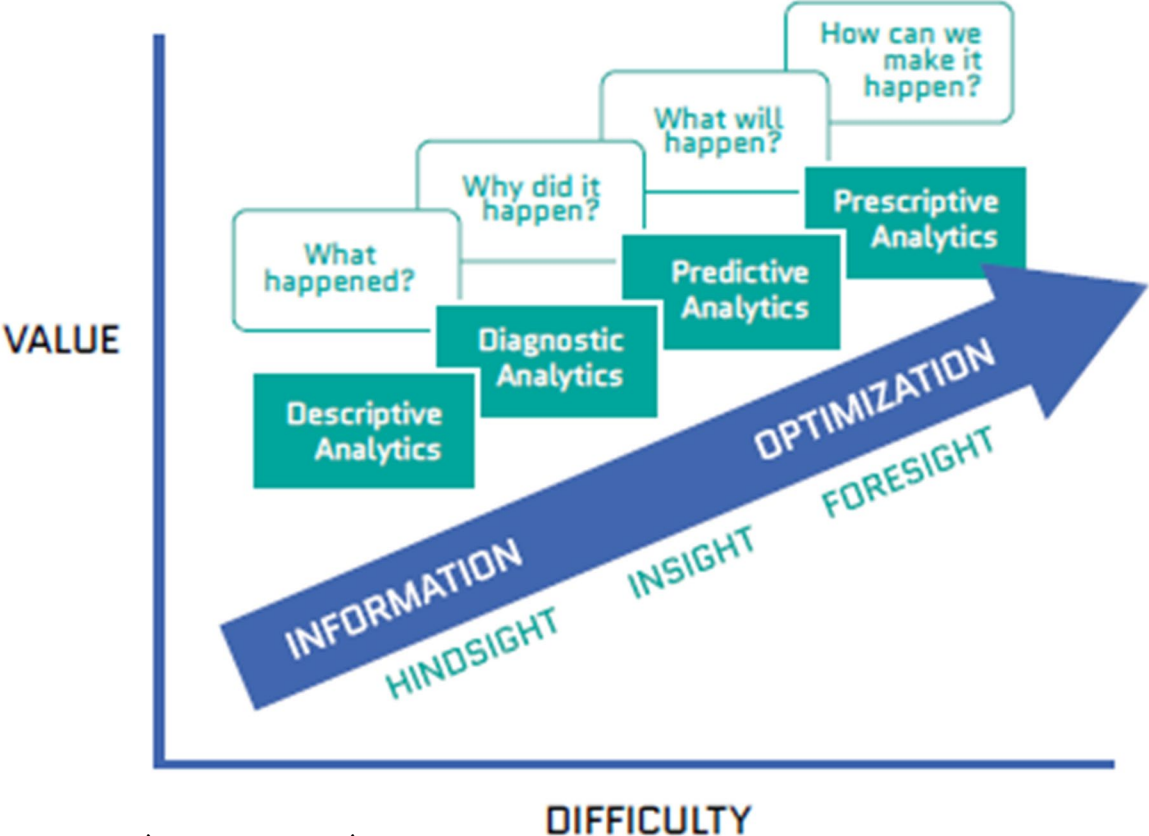 How can we
make it
happen?
What will
happen?
Why did it
happen?
What
happened?
Prescriptive
Analytics
Predictive
Analytics
Diagnostic
Analytics
Descriptive
Analytics
VALUE
OPTIMIZATION
INFORMATION
FORESIGHT
INSIGHT
HINDSIGHT
DIFFICULTY